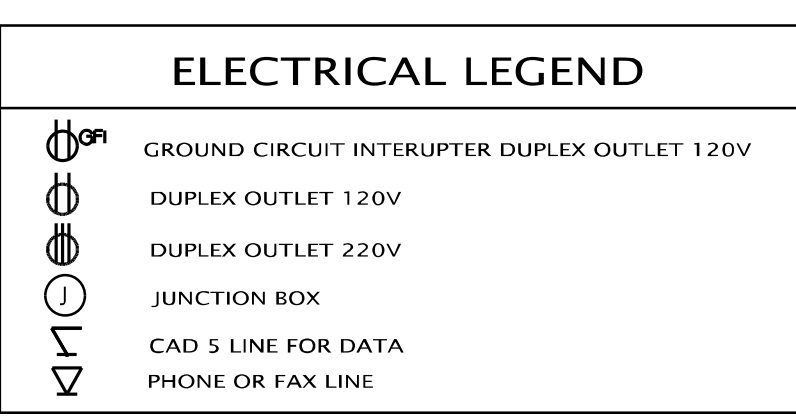 ELECTRICAL LEGEND
GFI GROUND CIRCUIT INTERUPTER DUPLEX OUTLET 120V
DUPLEX OUTLET 120V
DUPLEX OUTLET 220V
J JUNCTION BOX
CAD 5 LINE FOR DATA
PHONE OR FAX LINE